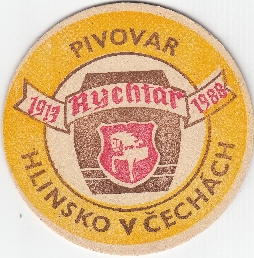 PIVOVAR
1913 Rychtář 1988
HLINSKO V ČECHÁCH